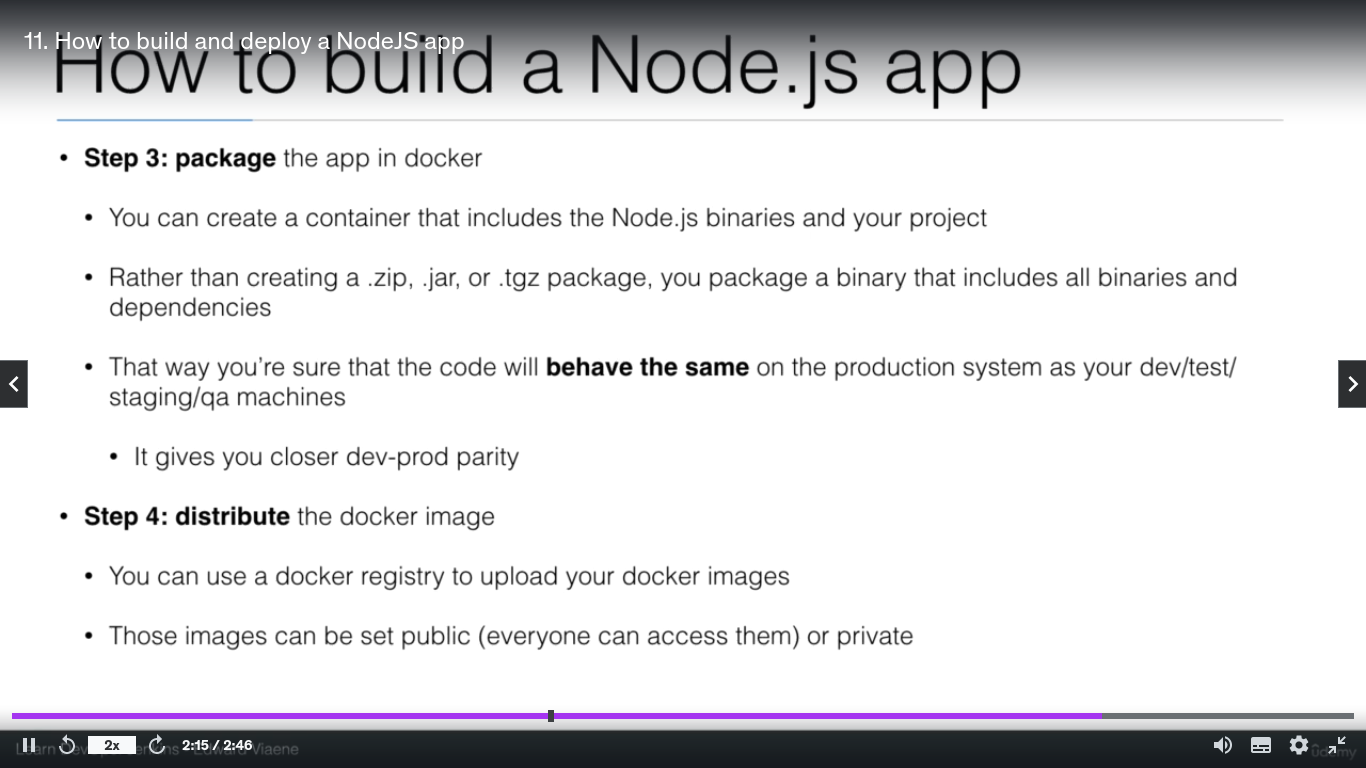 11. How to build and deploy a NodeJS app
How to build a Node.js app
• Step 3: package the app in docker
• You can create a container that includes the Node.js binaries and your project
• Rather than creating a .zip, .jar, or .tgz package, you package a binary that includes all binaries and
dependencies
• That way you're sure that the code will behave the same on the production system as your dev/test/
staging/qa machines
• It gives you closer dev-prod parity
• Step 4: distribute the docker image
• You can use a docker registry to upload your docker images
• Those images can be set public (everyone can access them) or private
2x
2:15 / 2:46
Learn Viaene